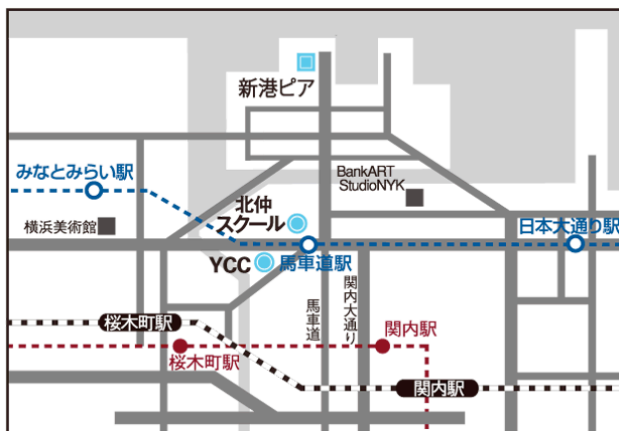 新港ピア
みなとみらい駅
BankART
StudioNYK
北仲
スクール
横浜美術館
日本大通り駅
YCC
馬車道駅
馬車道
関内大通り
桜木町駅
関内駅
桜木町駅
関内駅